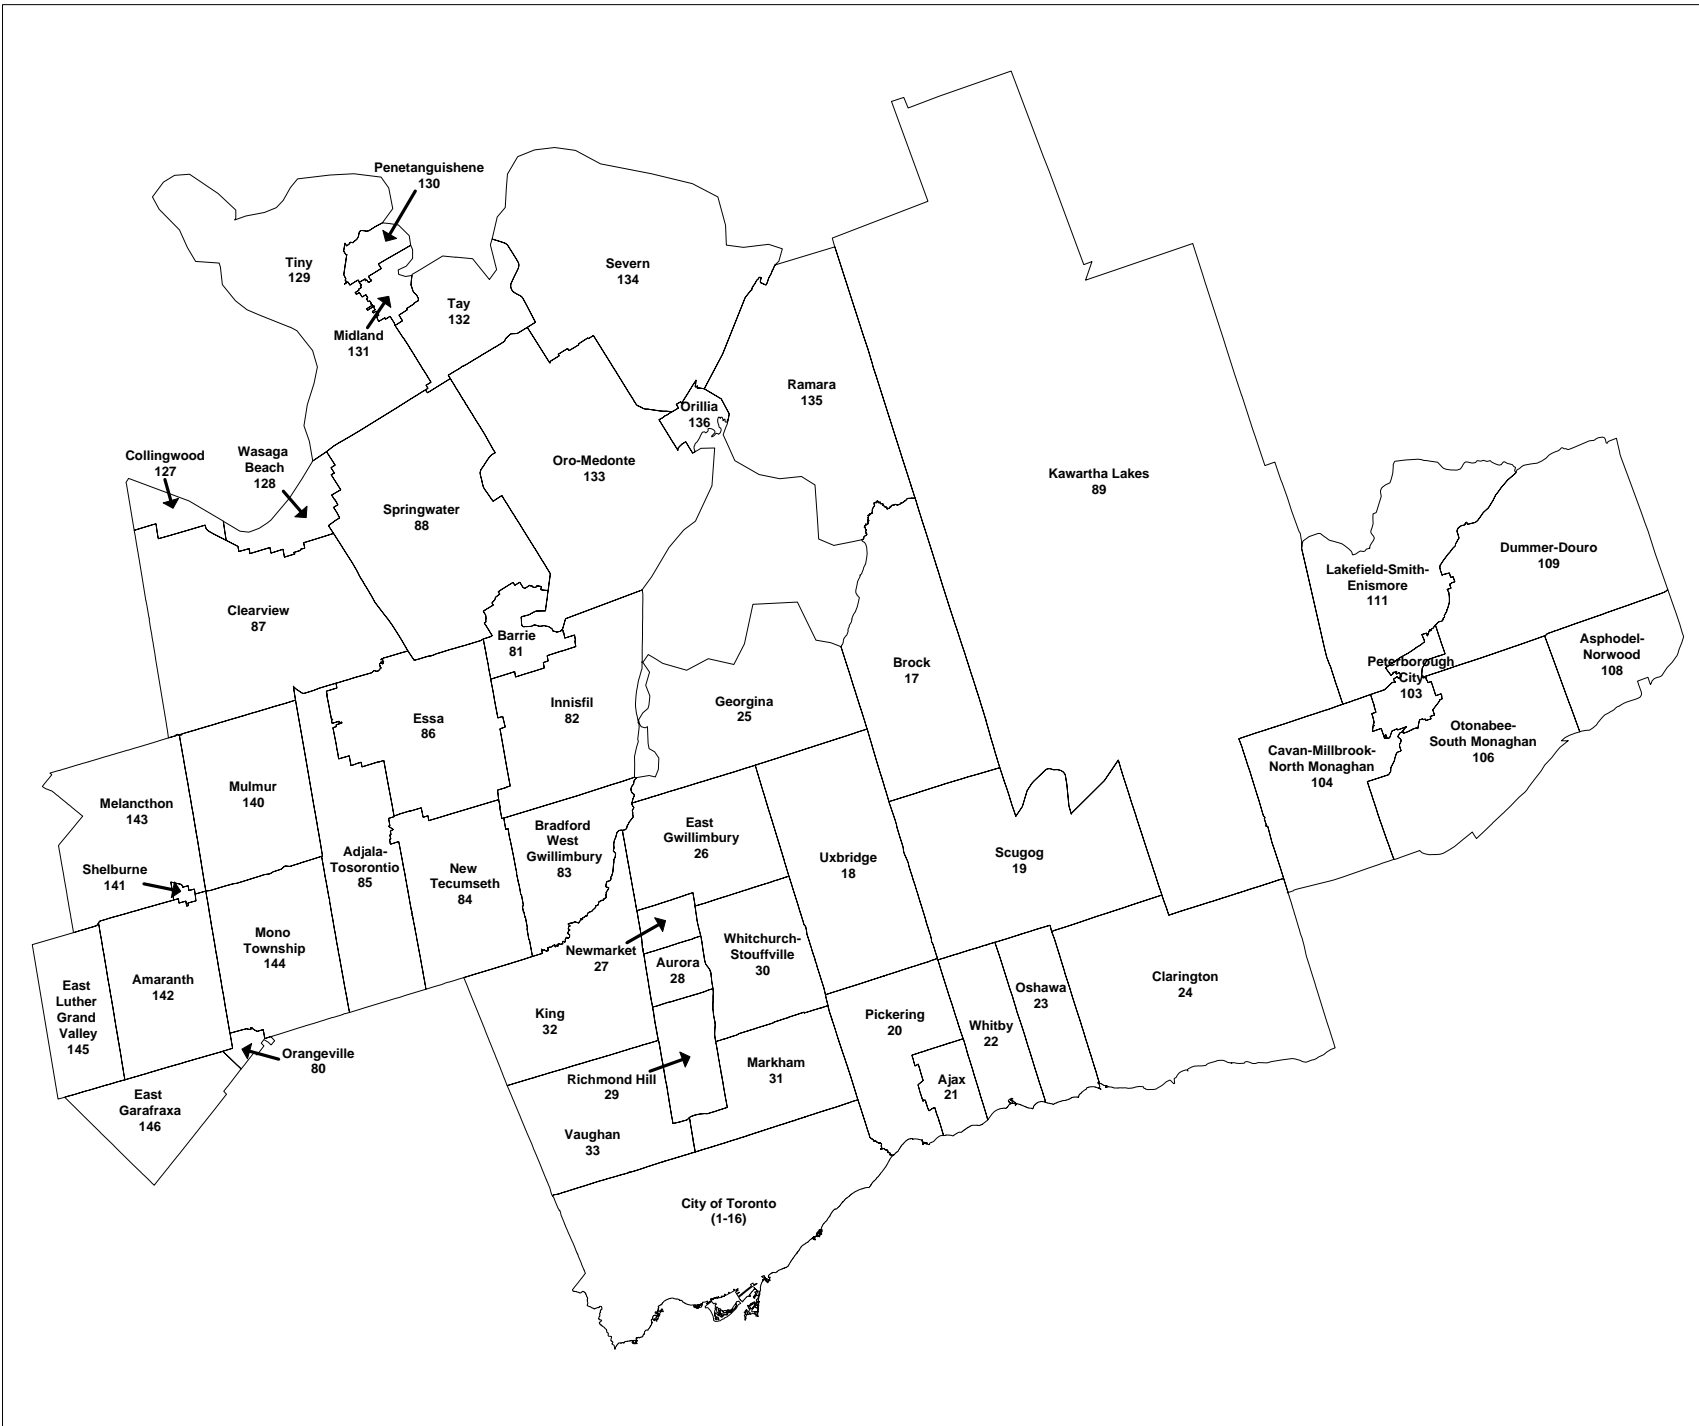 Penetanguishene
130
Tiny
129
Severn
134
Tay
132
Midland
131
Ramara
135
Orillia
136
Collingwood
127
Wasaga
Beach
128
Oro-Medonte
133
Kawartha Lakes
89
Springwater
88
Dummer-Douro
109
Lakefield-Smith-
Enismore
111
Clearview
87
Barrie
81
Brock
17
Asphodel-
Norwood
108
Peterborough
City
103
Essa
86
Innisfil
82
Georgina
25
Otonabee-
South Monaghan
106
Cavan-Millbrook-
North Monaghan
104
Mulmur
140
Melancthon
143
Bradford
West
Gwillimbury
83
East
Gwillimbury
26
Adjala-
Tosorontio
85
New
Tecumseth
84
Uxbridge
18
Scugog
19
Shelburne
141
Mono
Township
144
Newmarket
27
Whitchurch-
Stouffville
30
Aurora
28
Amaranth
142
East
Luther
Grand
Valley
145
Clarington
24
Oshawa
23
King
32
Pickering
20
Whitby
22
Orangeville
80
Markham
31
Richmond Hill
29
Ajax
21
East
Garafraxa
146
Vaughan
33
City of Toronto
(1-16)